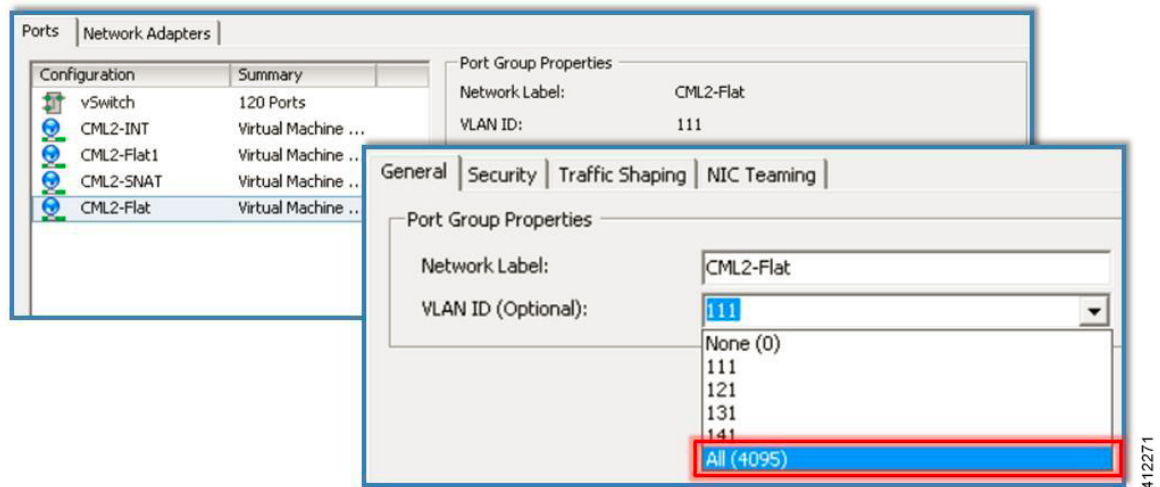 Ports Network Adapters
Configuration Summary
vSwitch 120 Ports
CML2-INT Virtual Machine ...
CML2-Flat1 Virtual Machine ..
CML2-SNAT Virtual Machine ..
CML2-Flat Virtual Machine ..
Port Group Properties
Network Label: CML2-Flat
VLAN ID: 111
General Security Traffic Shaping NIC Teaming
Port Group Properties
Network Label: CML2-Flat
VLAN ID (Optional): 111
None (0)
111
121
131
141
All (4095)
412271